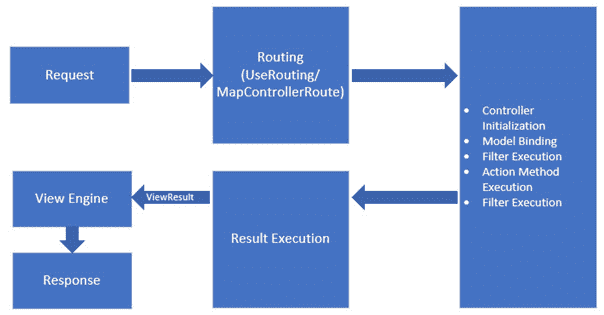 Request
Routing
(UseRouting/
MapControllerRoute)
• Controller
Initialization
• Model Binding
• Filter Execution
• Action Method
Execution
• Filter Execution
Result Execution
ViewResult
View Engine
Response